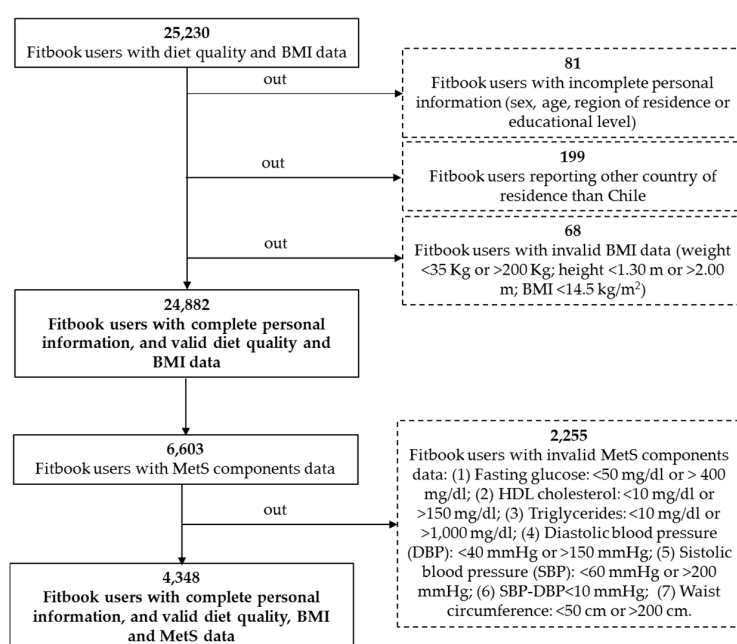 25,230
Fitbook users with diet quality and BMI data
out
81
Fitbook users with incomplete personal
information (sex, age, region of residence or
educational level)
out
199
Fitbook users reporting other country of
residence than Chile
out
68
Fitbook users with invalid BMI data (weight
<35 Kg or >200 Kg; height <1.30 m or >2.00
m; BMI <14.5 kg/m²)
24,882
Fitbook users with complete personal
information, and valid diet quality and
BMI data
6,603
Fitbook users with MetS components data
out
2,255
Fitbook users with invalid MetS components
data: (1) Fasting glucose: <50 mg/dl or > 400
mg/dl; (2) HDL cholesterol: <10 mg/dl or
>150 mg/dl; (3) Triglycerides: <10 mg/dl or
>1,000 mg/dl; (4) Diastolic blood pressure
(DBP): <40 mmHg or >150 mmHg; (5) Sistolic
blood pressure (SBP): <60 mmHg or >200
mmHg; (6) SBP-DBP<10 mmHg; (7) Waist
circumference: <50 cm or >200 cm.
4,348
Fitbook users with complete personal
information, and valid diet quality, BMI
and MetS data